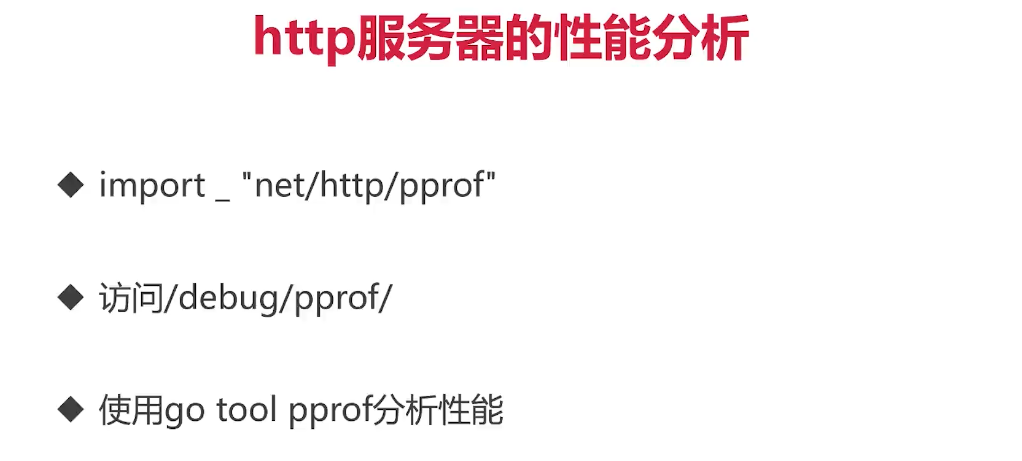 http服务器的性能分析
◆ import _ "net/http/pprof"
◆ 访问/debug/pprof/
◆ 使用go tool pprof分析性能